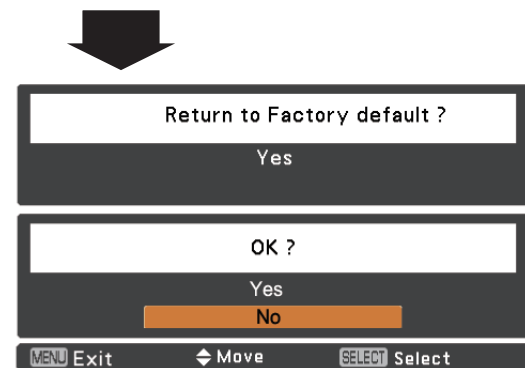 Return to Factory default ?
Yes
OK ?
Yes
No
MENU Exit Move SELECT Select